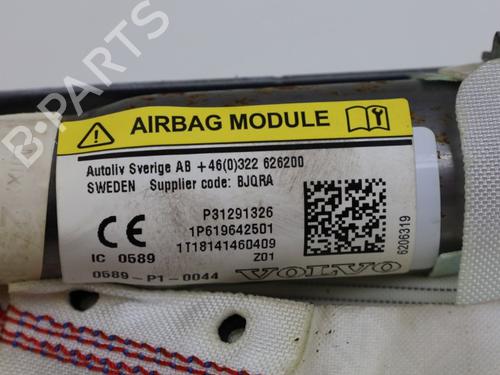 B-PARTS
AIRBAG MODULE
Autoliv Sverige AB +46(0)322 626200
SWEDEN Supplier code: BJQRA
CE
P31291326
1P619642501
1T18141460409
IC 0589
Z01
0589-P1-0044
VOLVO
6206319